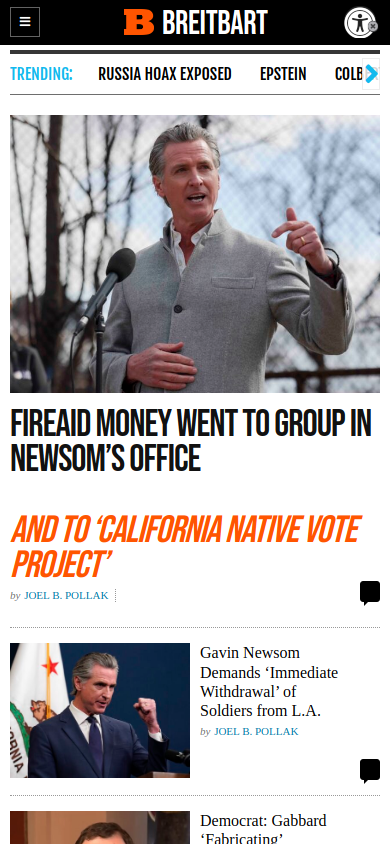 B BREITBART
TRENDING: RUSSIA HOAX EXPOSED EPSTEIN COLB
FIREAID MONEY WENT TO GROUP IN
NEWSOM'S OFFICE
AND TO ‘CALIFORNIA NATIVE VOTE
PROJECT’
by JOEL B. POLLAK
Gavin Newsom
Demands ‘Immediate
Withdrawal’ of
Soldiers from L.A.
by JOEL B. POLLAK
Democrat: Gabbard
‘Fabricating’